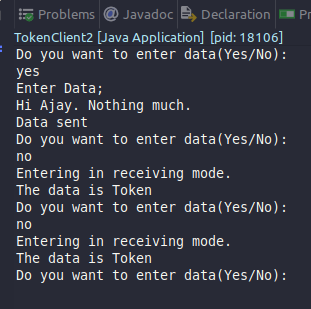 Problems @ Javadoc Declaration Pr
TokenClient2 [Java Application] [pid: 18106]
Do you want to enter data(Yes/No):
yes
Enter Data;
Hi Ajay. Nothing much.
Data sent
Do you want to enter data(Yes/No):
no
Entering in receiving mode.
The data is Token
Do you want to enter data(Yes/No):
no
Entering in receiving mode.
The data is Token
Do you want to enter data(Yes/No):